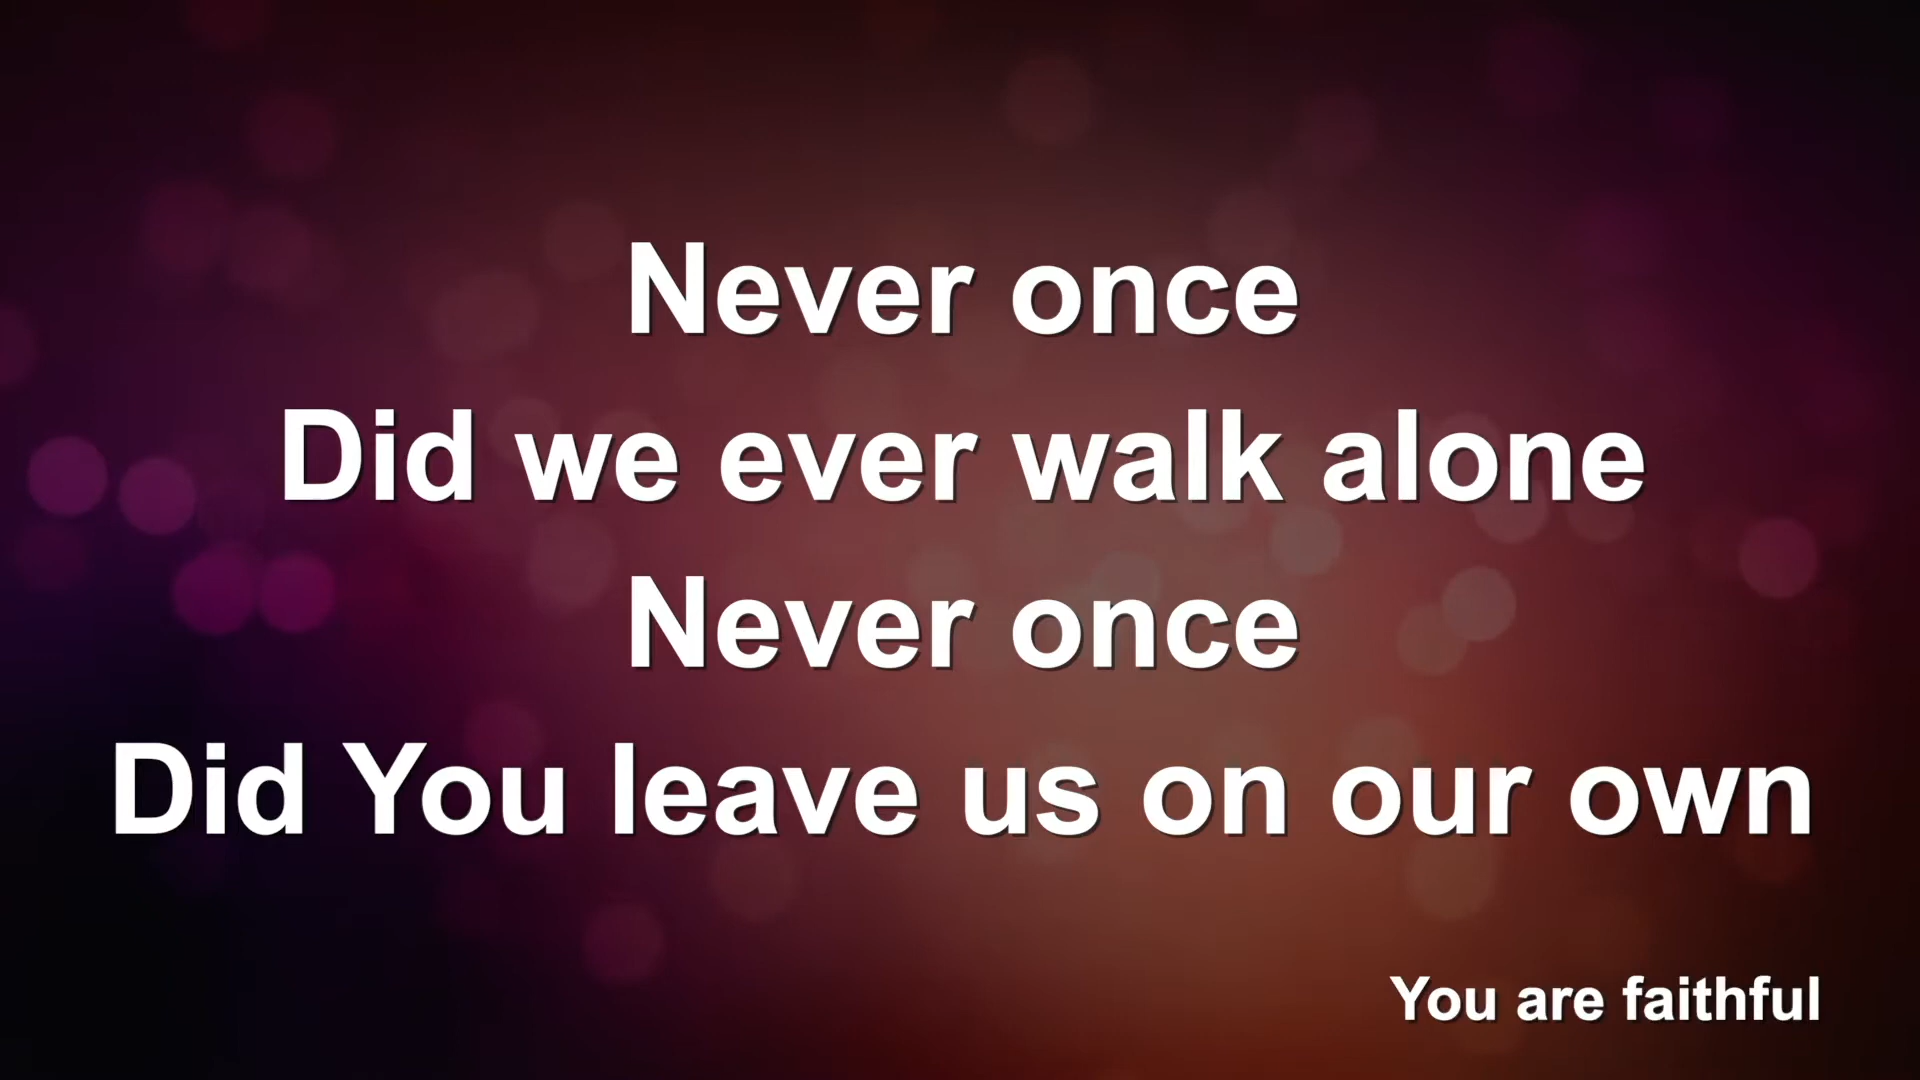 Never once
Did we ever walk alone
Never once
Did You leave us on our own
You are faithful